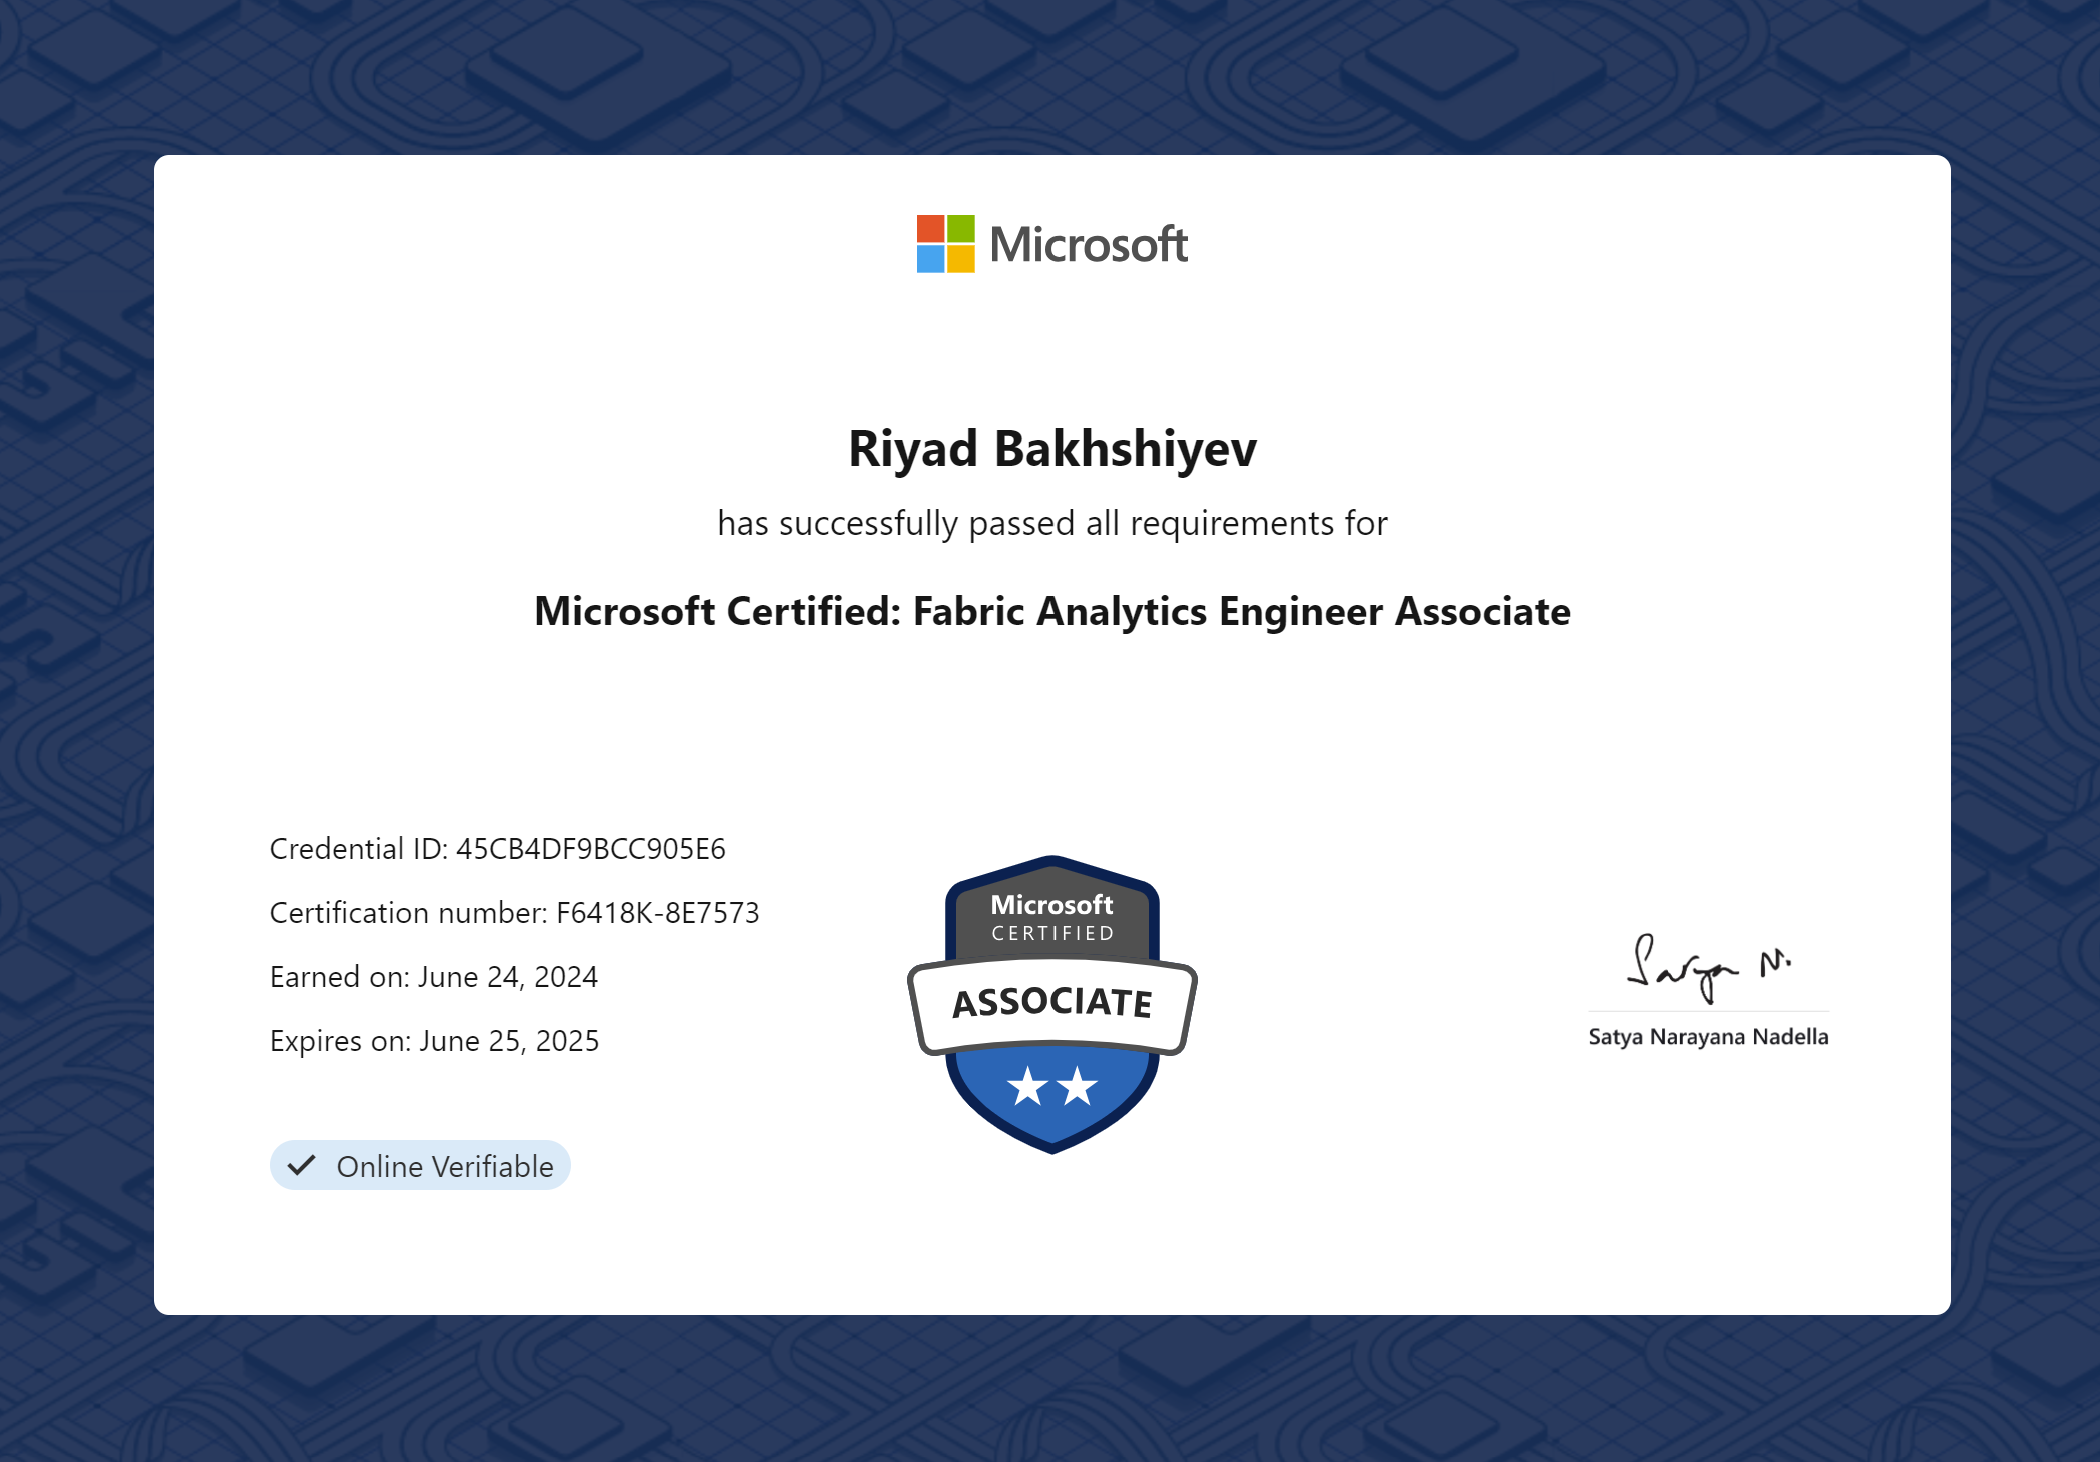 Microsoft
Riyad Bakhshiyev
has successfully passed all requirements for
Microsoft Certified: Fabric Analytics Engineer Associate
Credential ID: 45CB4DF9BCC905E6
Certification number: F6418K-8E7573
Earned on: June 24, 2024
Expires on: June 25, 2025
Online Verifiable
Microsoft
CERTIFIED
ASSOCIATE
Satya N.
Satya Narayana Nadella